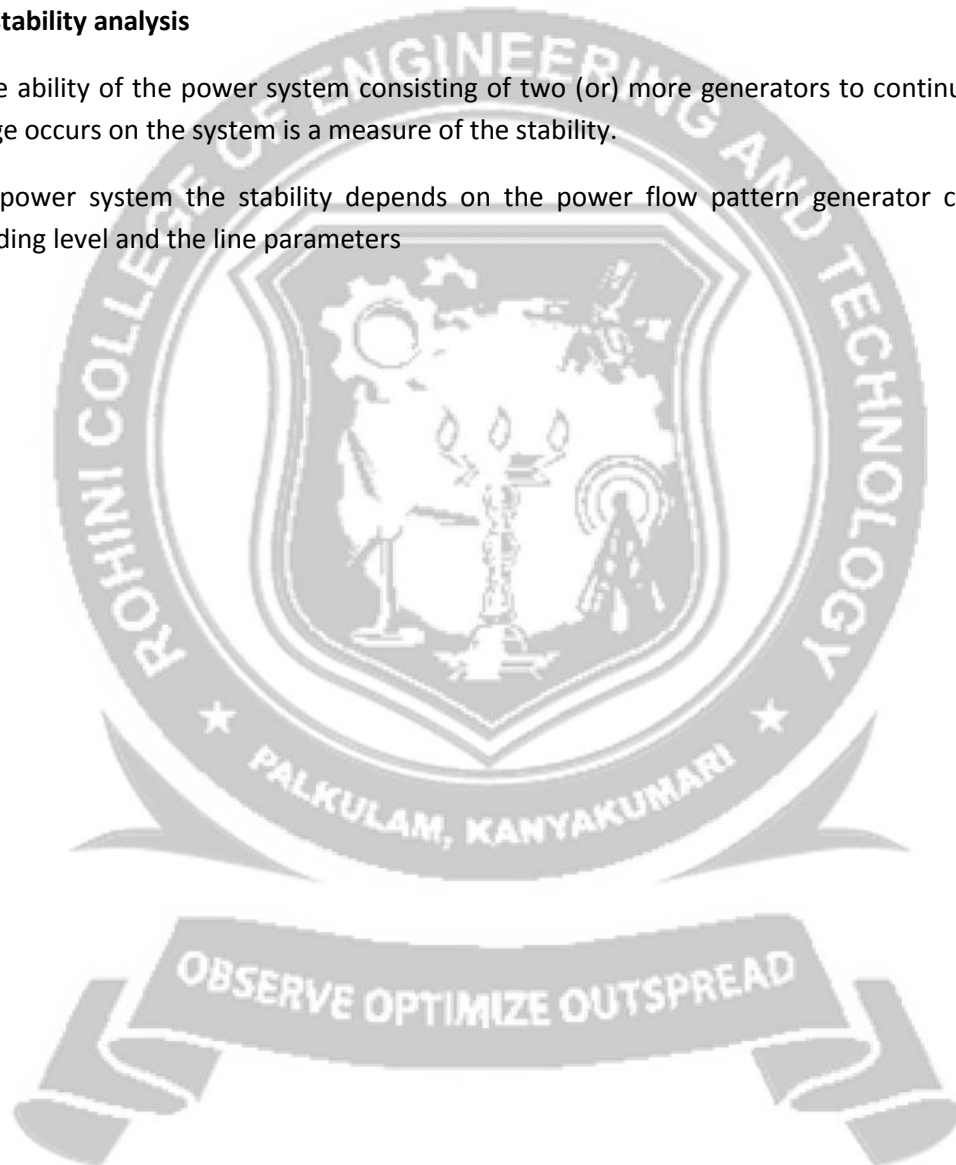 stability analysis
e ability of the power system consisting of two (or) more generators to continu
ge occurs on the system is a measure of the stability.
power system the stability depends on the power flow pattern generator c
ding level and the line parameters
ROHINI COLLEGE OF ENGINEERING AND TECHNOLOGY
PALKULAM, KANYAKUMARI
OBSERVE OPTIMIZE OUTSPREAD